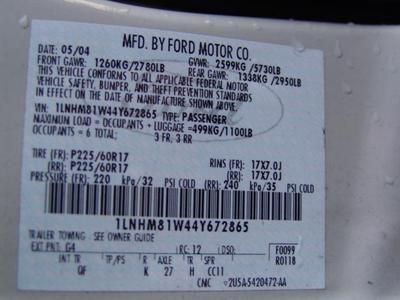 MFD. BY FORD MOTOR CO.
DATE: 05/04 GVWR: 2599KG/5730LB
FRONT GAWR: 1260KG/2780LB REAR GAWR: 1338KG/2950LB
THIS VEHICLE CONFORMS TO ALL APPLICABLE FEDERAL MOTOR
VEHICLE SAFETY, BUMPER, AND THEFT PREVENTION STANDARDS
IN EFFECT ON THE DATE OF MANUFACTURE SHOWN ABOVE.
VIN: 1LNHM81W44Y672865 TYPE: PASSENGER
MAXIMUM LOAD = OCCUPANTS + LUGGAGE = 499KG/1100LB
OCCUPANTS = 6 TOTAL: 3 FR, 3 RR
TIRE (FR): P225/60R17 RIMS (FR): 17X7.0J
(RR): P225/60R17 (RR): 17X7.0J
PRESSURE (FR) 220 kPa/32 PSI COLD (RR) 240 kPa/35 PSI COLD
1LNHM81W44Y672865
TRAILER TOWING - SEE OWNER GUIDE F0099
EXT PNT: G4 RC: 12 DSO: R0118
INT TR TP/PS R AXLE TR SPR
QF K 27 H CC11
CNIC 2U5A-5420472-AA